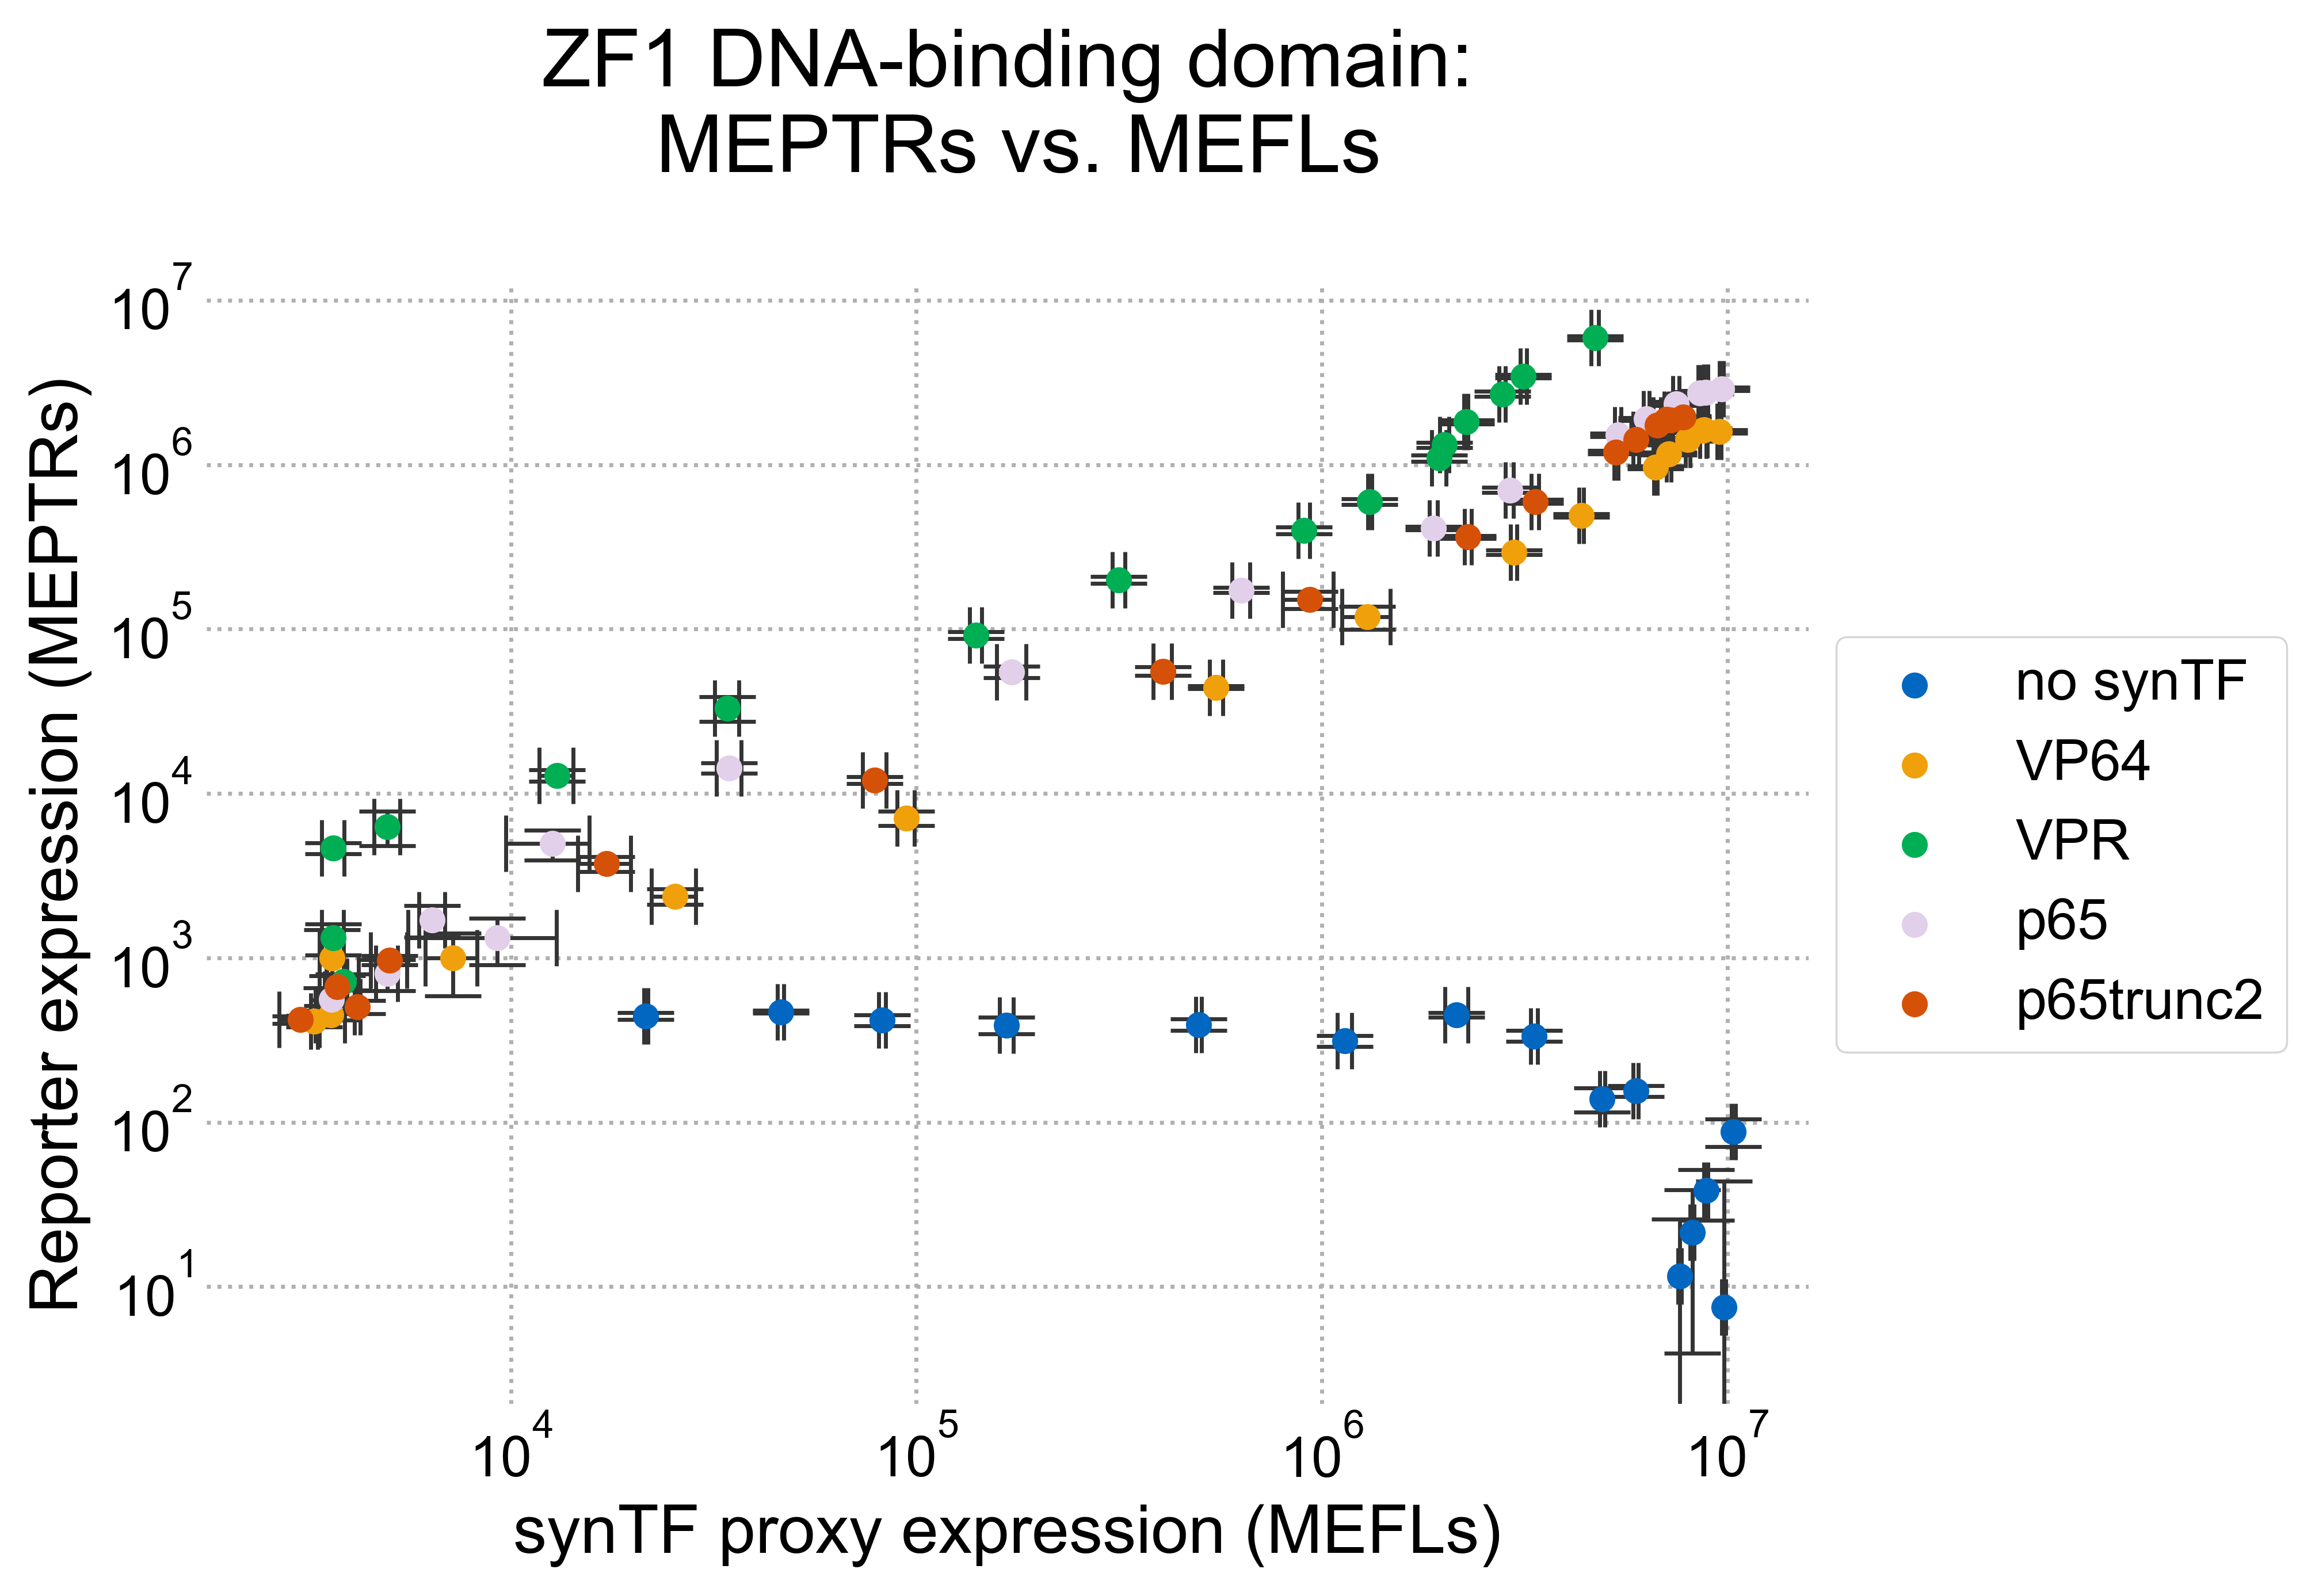 ZF1 DNA-binding domain:
MEPTRs vs. MEFLs
Reporter expression (MEPTRs)
10^7
10^6
10^5
10^4
10^3
10^2
10^1
10^4 10^5 10^6 10^7
synTF proxy expression (MEFLs)
no synTF
VP64
VPR
p65
p65trunc2